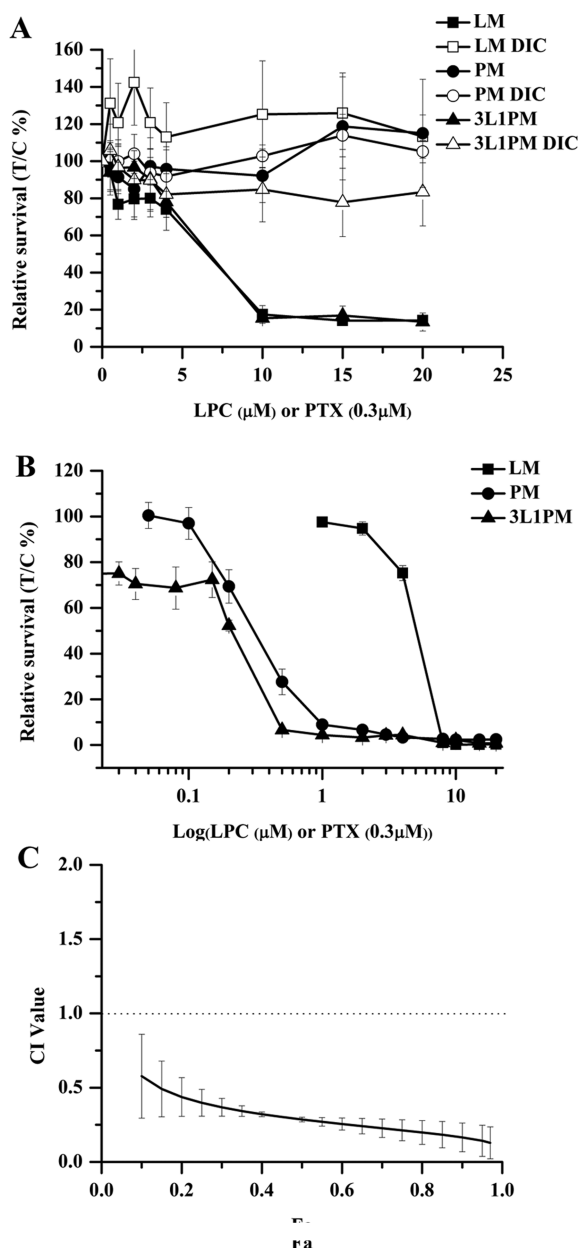 A
LM
LM DIC
PM
PM DIC
3L1PM
3L1PM DIC
160
140
120
100
80
60
40
20
0
Relative survival (T/C %)
0 5 10 15 20 25
LPC (μM) or PTX (0.3μM)
B
LM
PM
3L1PM
120
100
80
60
40
20
0
Relative survival (T/C %)
0.1 1 10
Log(LPC (μM) or PTX (0.3μM))
C
2.0
1.5
1.0
0.5
0.0
CI Value
0.0 0.2 0.4 0.6 0.8 1.0
Fa